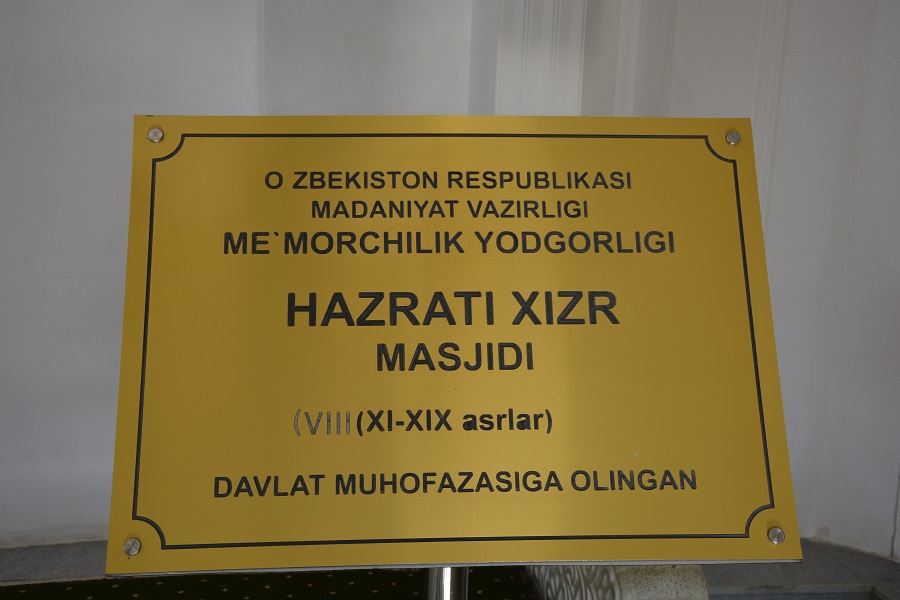 O ZBEKISTON RESPUBLIKASI
MADANIYAT VAZIRLIGI
ME`MORCHILIK YODGORLIGI
HAZRATI XIZR
MASJIDI
(VIII(XI-XIX asrlar)
DAVLAT MUHOFAZASIGA OLINGAN